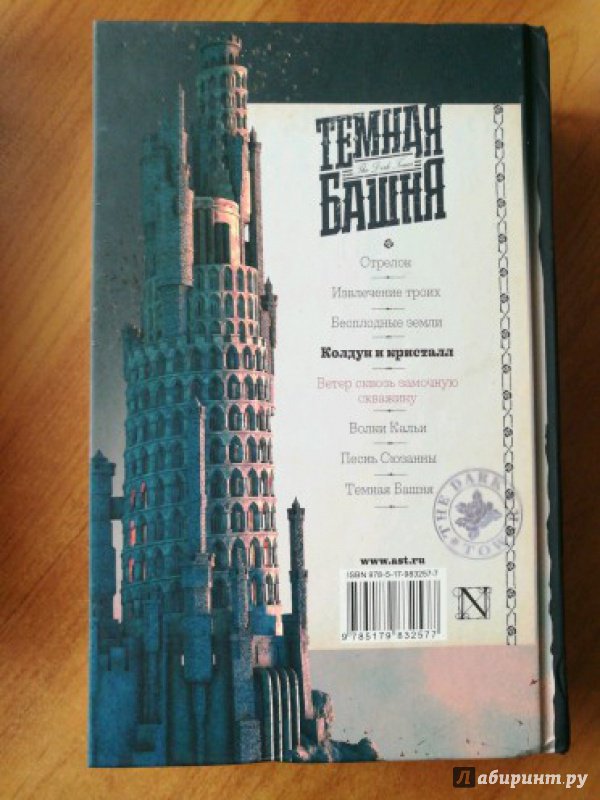 ТЕМНАЯ
The Dark Tower
БАШНЯ
Стрелок
Извлечение троих
Бесплодные земли
Колдун и кристалл
Ветер сквозь замочную
скважину
Волки Кальи
Песнь Сюзанны
Темная Башня
THE DARK TOW
www.ast.ru
ISBN 978-5-17-983257-7
9 785179 832577
N
Лабиринт.ру